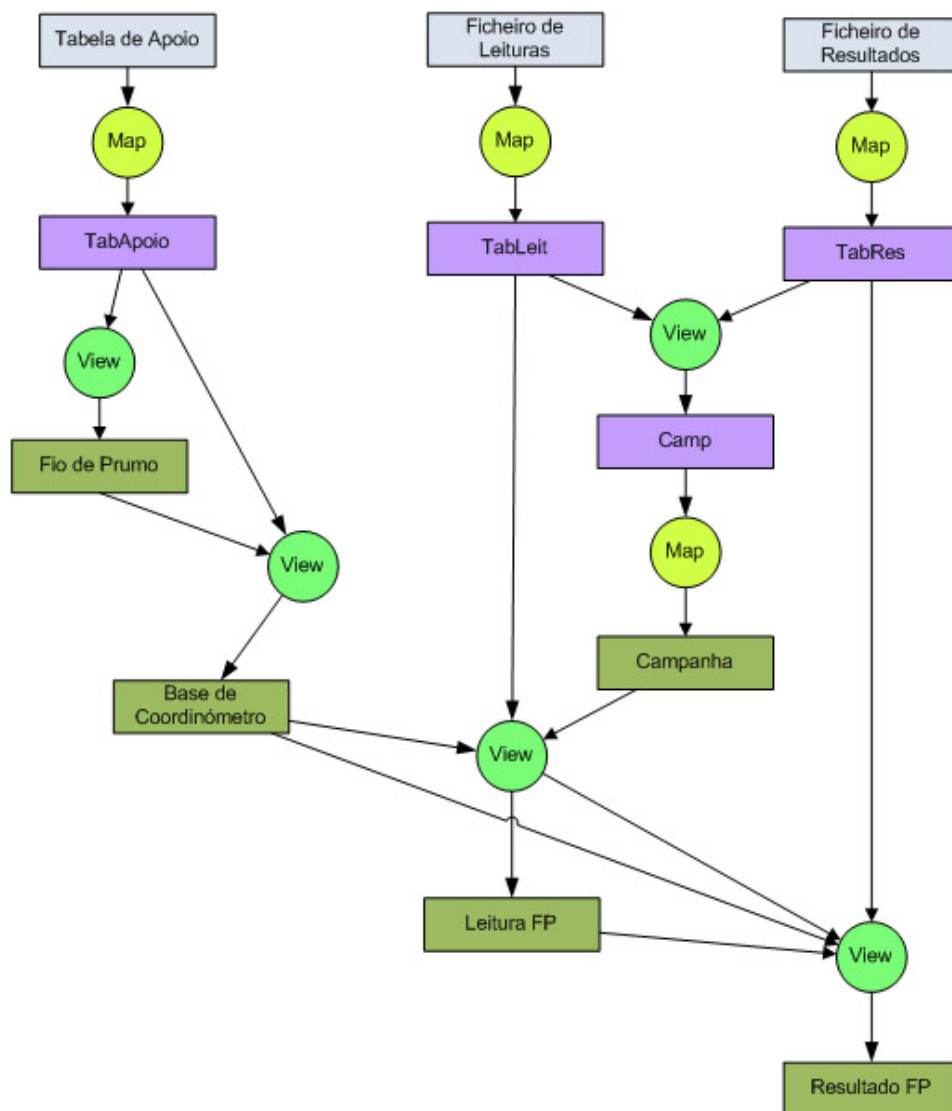 Tabela de Apoio
Ficheiro de
Leituras
Ficheiro de
Resultados
Map
Map
Map
TabApoio
TabLeit
TabRes
View
View
Camp
Fio de Prumo
Map
View
Campanha
Base de
Coordinómetro
View
Leitura FP
View
Resultado FP